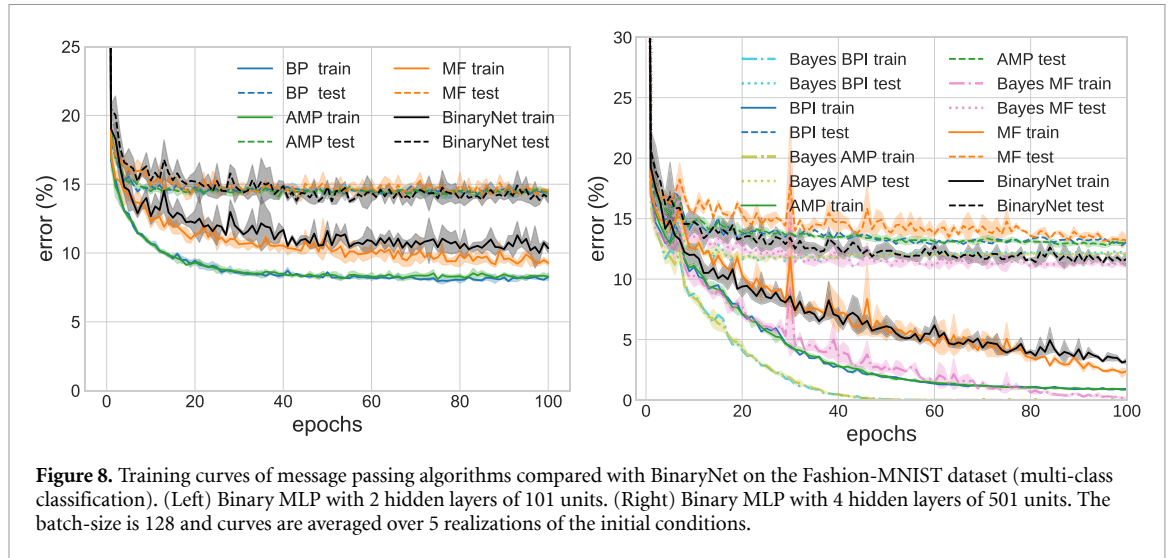 25
20
15
10
5
0
error (%)
0
20
40
60
80
100
epochs
BP train
BP test
AMP train
AMP test
MF train
MF test
BinaryNet train
BinaryNet test
30
25
20
15
10
5
0
error (%)
0
20
40
60
80
100
epochs
Bayes BPI train
Bayes BPI test
BPI train
BPI test
Bayes AMP train
Bayes AMP test
AMP train
AMP test
Bayes MF train
Bayes MF test
MF train
MF test
BinaryNet train
BinaryNet test
Figure 8. Training curves of message passing algorithms compared with BinaryNet on the Fashion-MNIST dataset (multi-class
classification). (Left) Binary MLP with 2 hidden layers of 101 units. (Right) Binary MLP with 4 hidden layers of 501 units. The
batch-size is 128 and curves are averaged over 5 realizations of the initial conditions.